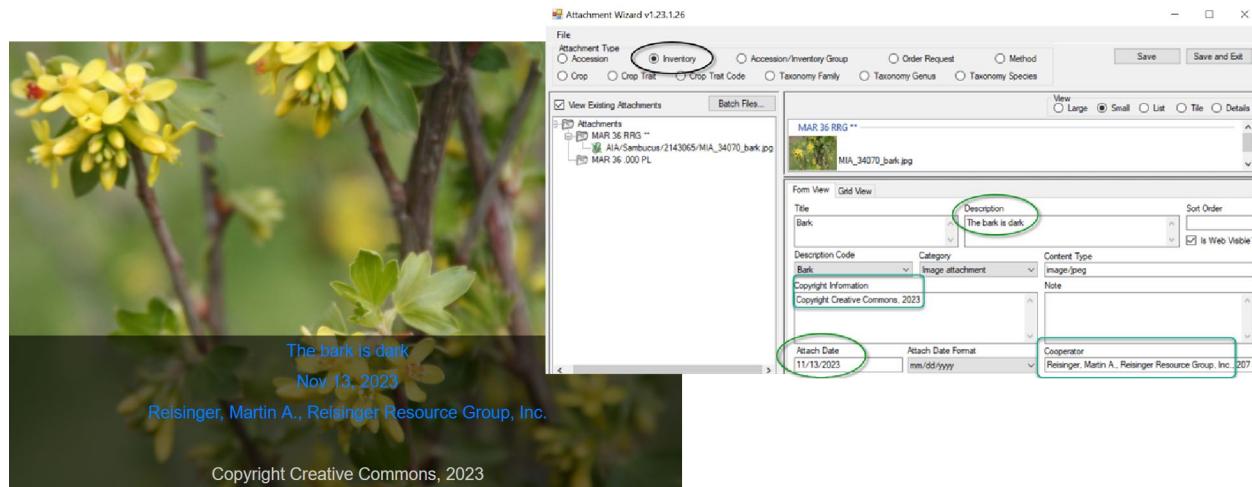 The bark is dark
Nov 13, 2023
Reisinger, Martin A., Reisinger Resource Group, Inc.
Copyright Creative Commons, 2023
Attachment Wizard v1.23.1.26
File
Attachment Type
Accession Inventory Accession/Inventory Group Order Request Method
Save Save and Exit
Crop Crop Trait Crop Trait Code Taxonomy Family Taxonomy Genus Taxonomy Species
View Existing Attachments Batch Files...
Attachments
MAR 36 RRG **
AIA/Sambucus/2143065/MIA_34070_bark.jpg
MAR 36 .000 PL
View
Large Small List Tile Details
MAR 36 RRG **
MIA_34070_bark.jpg
Form View Grid View
Title Description Sort Order
Bark The bark is dark
Is Web Visible?
Description Code Category Content Type
Bark Image attachment image/jpeg
Copyright Information Note
Copyright Creative Commons, 2023
Attach Date Attach Date Format Cooperator
11/13/2023 mm/dd/yyyy Reisinger, Martin A., Reisinger Resource Group, Inc., 207